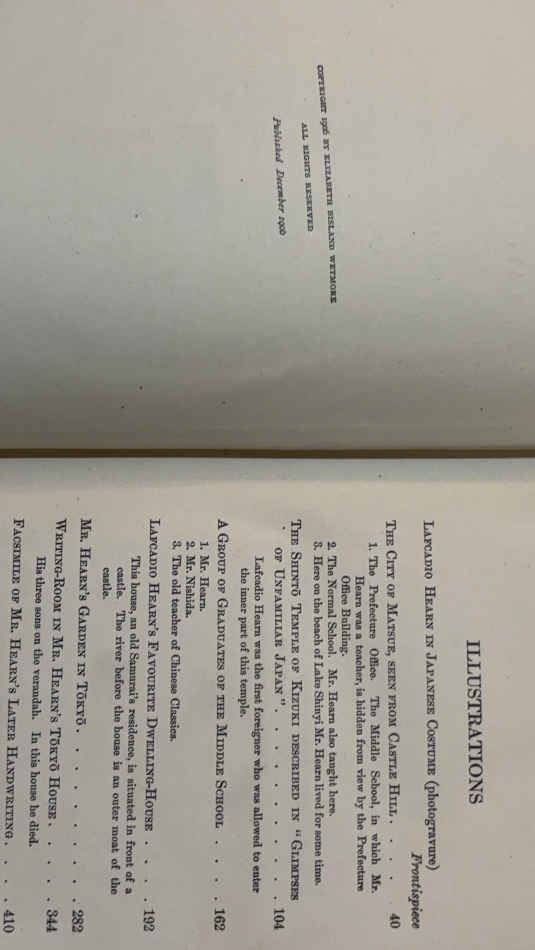 COPYRIGHT 1906 BY ELIZABETH BISLAND WETMORE
ALL RIGHTS RESERVED
Published December 1906
ILLUSTRATIONS
Lafcadio Hearn in Japanese Costume (photogravure)
Frontispiece
The City of Matsue, seen from Castle Hill . . . . 40
1. The Prefecture Office. The Middle School, in which Mr.
Hearn was a teacher, is hidden from view by the Prefecture
Office Building.
2. The Normal School. Mr. Hearn also taught here.
3. Here on the beach of Lake Shinyi Mr. Hearn lived for some time.
The Shintō Temple of Kizuki described in "Glimpses
of Unfamiliar Japan" . . . . . . . . . . 104
Lafcadio Hearn was the first foreigner who was allowed to enter
the inner part of this temple.
A Group of Graduates of the Middle School . . . . 162
1. Mr. Hearn.
2. Mr. Nishida.
3. The old teacher of Chinese Classics.
Lafcadio Hearn's Favourite Dwelling-House . . . . 192
This house, an old Samurai's residence, is situated in front of a
castle. The river before the house is an outer moat of the
castle.
Mr. Hearn's Garden in Tōkyō . . . . . . . . 282
Writing-Room in Mr. Hearn's Tōkyō House . . . . . 344
His three sons on the verandah. In this house he died.
Facsimile of Mr. Hearn's Later Handwriting . . . . 410